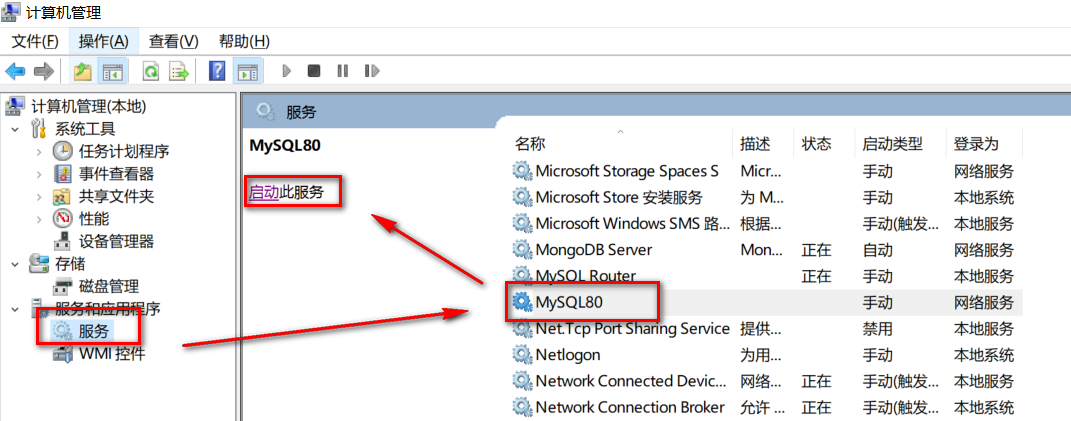 计算机管理
文件(F) 操作(A) 查看(V) 帮助(H)
计算机管理(本地)
系统工具
任务计划程序
事件查看器
共享文件夹
性能
设备管理器
存储
磁盘管理
服务和应用程序
服务
WMI 控件
服务
MySQL80
启动此服务
名称 描述 状态 启动类型 登录为
Microsoft Storage Spaces S Micr... 手动 网络服务
Microsoft Store 安装服务 为 M... 手动 本地系统
Microsoft Windows SMS 路... 根据... 手动(触发... 本地服务
MongoDB Server Mon... 正在 自动 网络服务
MySQL Router 正在 手动 本地服务
MySQL80 手动 网络服务
Net.Tcp Port Sharing Service 提供... 禁用 本地服务
Netlogon 为用... 手动 本地系统
Network Connected Devic... 网络... 正在 手动(触发... 本地服务
Network Connection Broker 允许 ... 正在 手动(触发... 本地系统